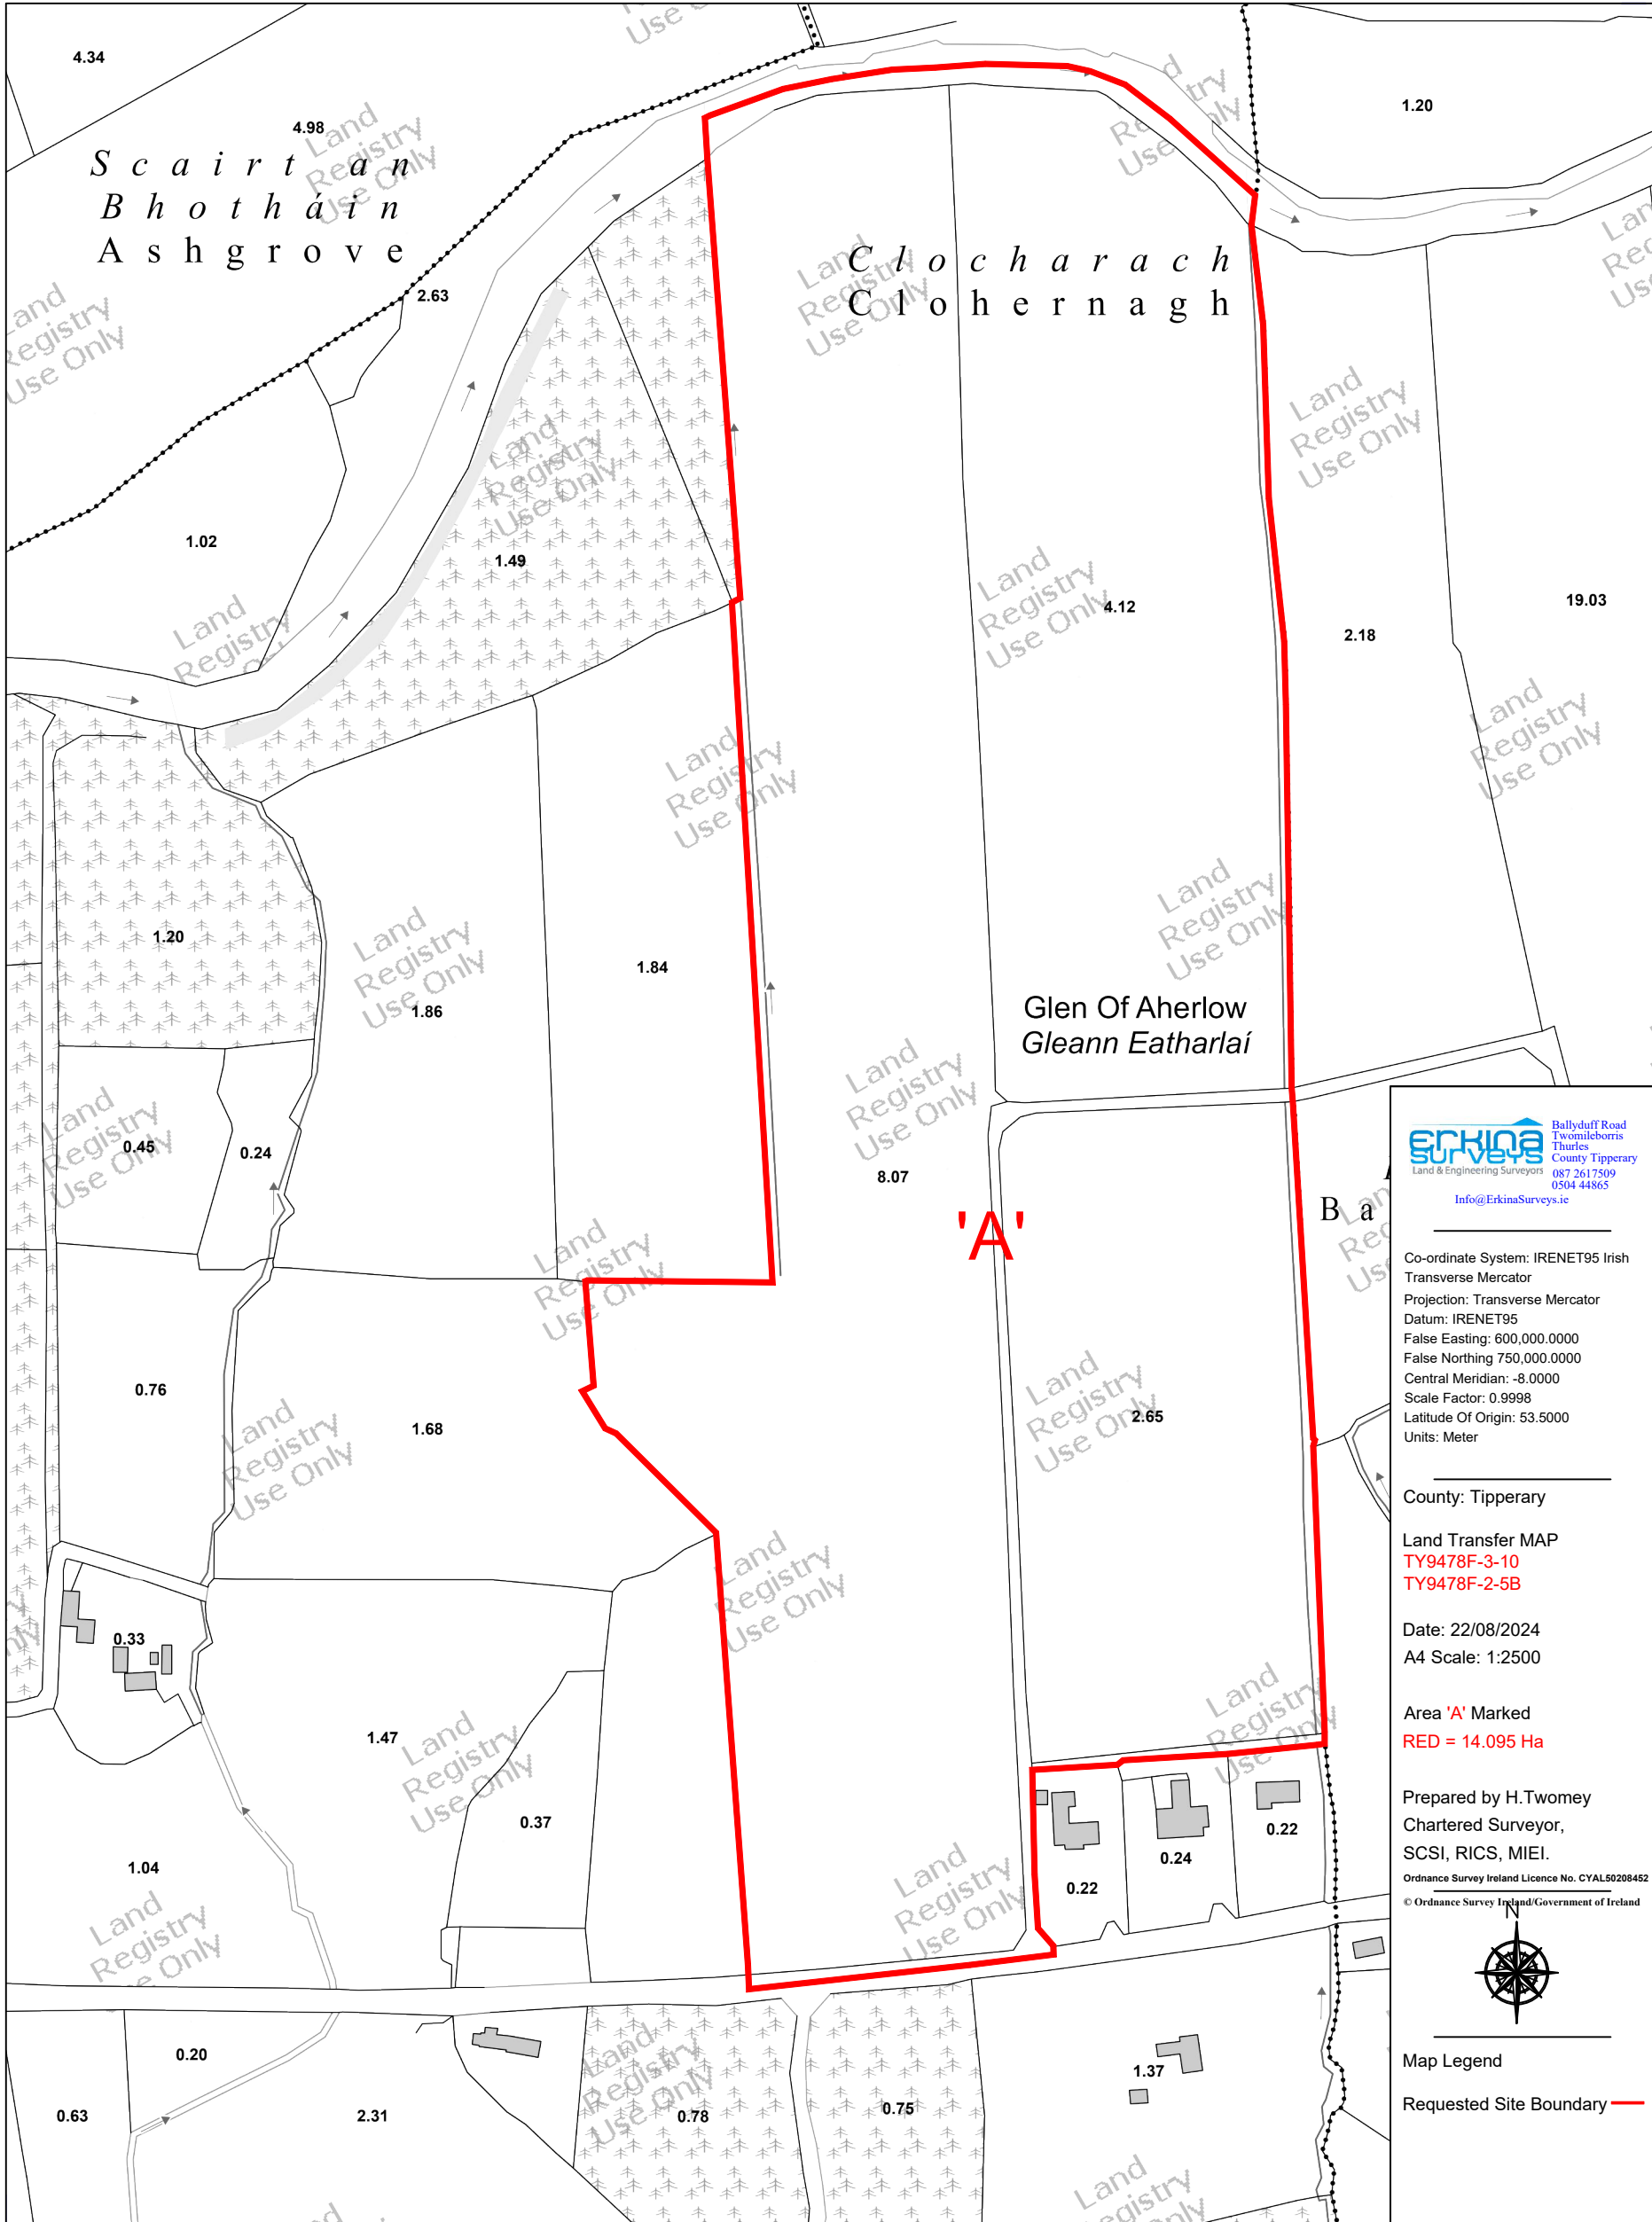 4.34
4.98
Scairt an
Bhotháin
Ashgrove
2.63
1.02
1.49
1.20
Clocharach
Clohernagh
4.12
2.18
19.03
1.20
1.86
1.84
Glen Of Aherlow
Gleann Eatharlaí
0.45
0.24
8.07
'A'
Ba
0.76
1.68
2.65
0.33
1.47
0.37
1.04
0.22
0.24
0.22
0.20
0.63
2.31
0.78
0.75
1.37
Land
Registry
Use Only
Erkina
Surveys
Land & Engineering Surveyors
Ballyduff Road
Twomileborris
Thurles
County Tipperary
087 2617509
0504 44865
Info@ErkinaSurveys.ie
Co-ordinate System: IRENET95 Irish
Transverse Mercator
Projection: Transverse Mercator
Datum: IRENET95
False Easting: 600,000.0000
False Northing 750,000.0000
Central Meridian: -8.0000
Scale Factor: 0.9998
Latitude Of Origin: 53.5000
Units: Meter
County: Tipperary
Land Transfer MAP
TY9478F-3-10
TY9478F-2-5B
Date: 22/08/2024
A4 Scale: 1:2500
Area 'A' Marked
RED = 14.095 Ha
Prepared by H.Twomey
Chartered Surveyor,
SCSI, RICS, MIEI.
Ordnance Survey Ireland Licence No. CYAL50208452
© Ordnance Survey Ireland/Government of Ireland
N
Map Legend
Requested Site Boundary